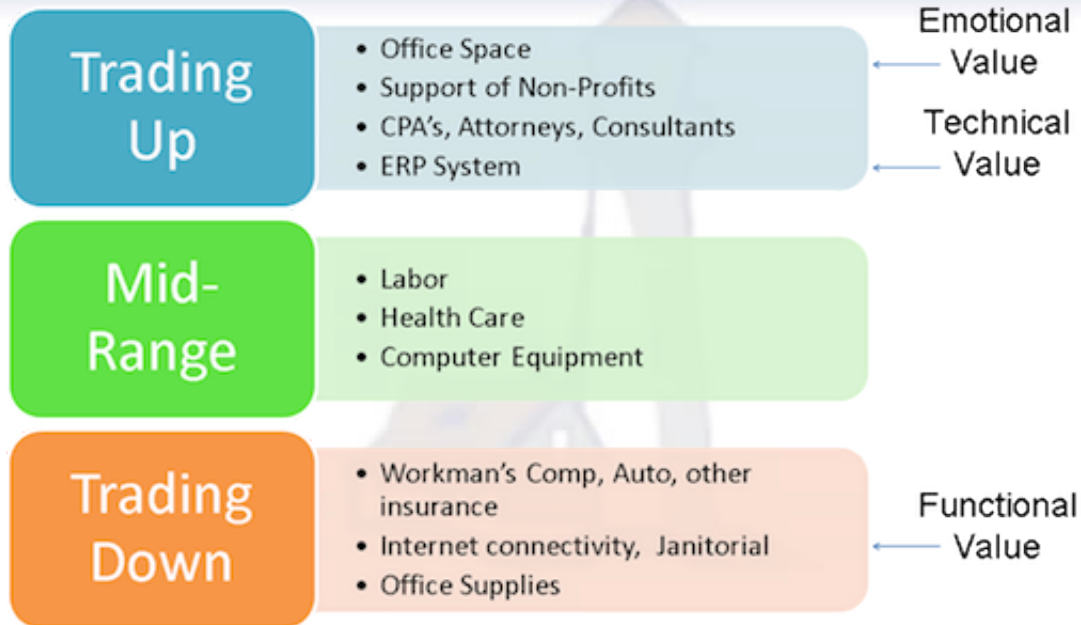 Trading
Up
• Office Space
• Support of Non-Profits
• CPA's, Attorneys, Consultants
• ERP System
Emotional
Value
Technical
Value
Mid-
Range
• Labor
• Health Care
• Computer Equipment
Trading
Down
• Workman's Comp, Auto, other
insurance
• Internet connectivity, Janitorial
• Office Supplies
Functional
Value